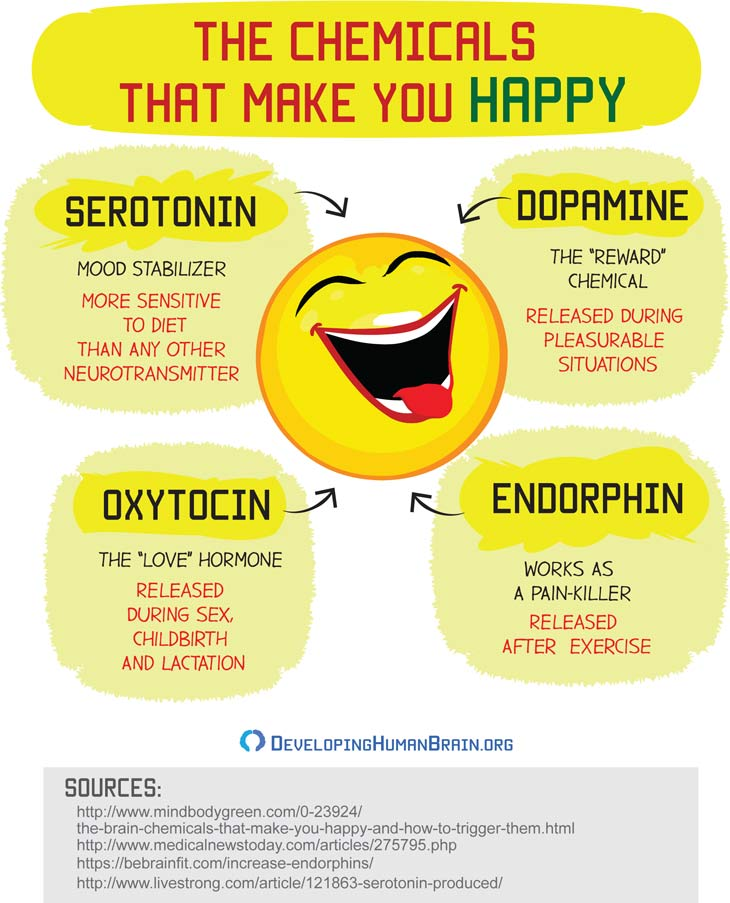 THE CHEMICALS
THAT MAKE YOU HAPPY
SEROTONIN
MOOD STABILIZER
MORE SENSITIVE
TO DIET
THAN ANY OTHER
NEUROTRANSMITTER
DOPAMINE
THE "REWARD"
CHEMICAL
RELEASED DURING
PLEASURABLE
SITUATIONS
OXYTOCIN
THE "LOVE" HORMONE
RELEASED
DURING SEX,
CHILDBIRTH
AND LACTATION
ENDORPHIN
WORKS AS
A PAIN-KILLER
RELEASED
AFTER EXERCISE
DEVELOPINGHUMANBRAIN.ORG
SOURCES:
http://www.mindbodygreen.com/0-23924/
the-brain-chemicals-that-make-you-happy-and-how-to-trigger-them.html
http://www.medicalnewstoday.com/articles/275795.php
https://bebrainfit.com/increase-endorphins/
http://www.livestrong.com/article/121863-serotonin-produced/